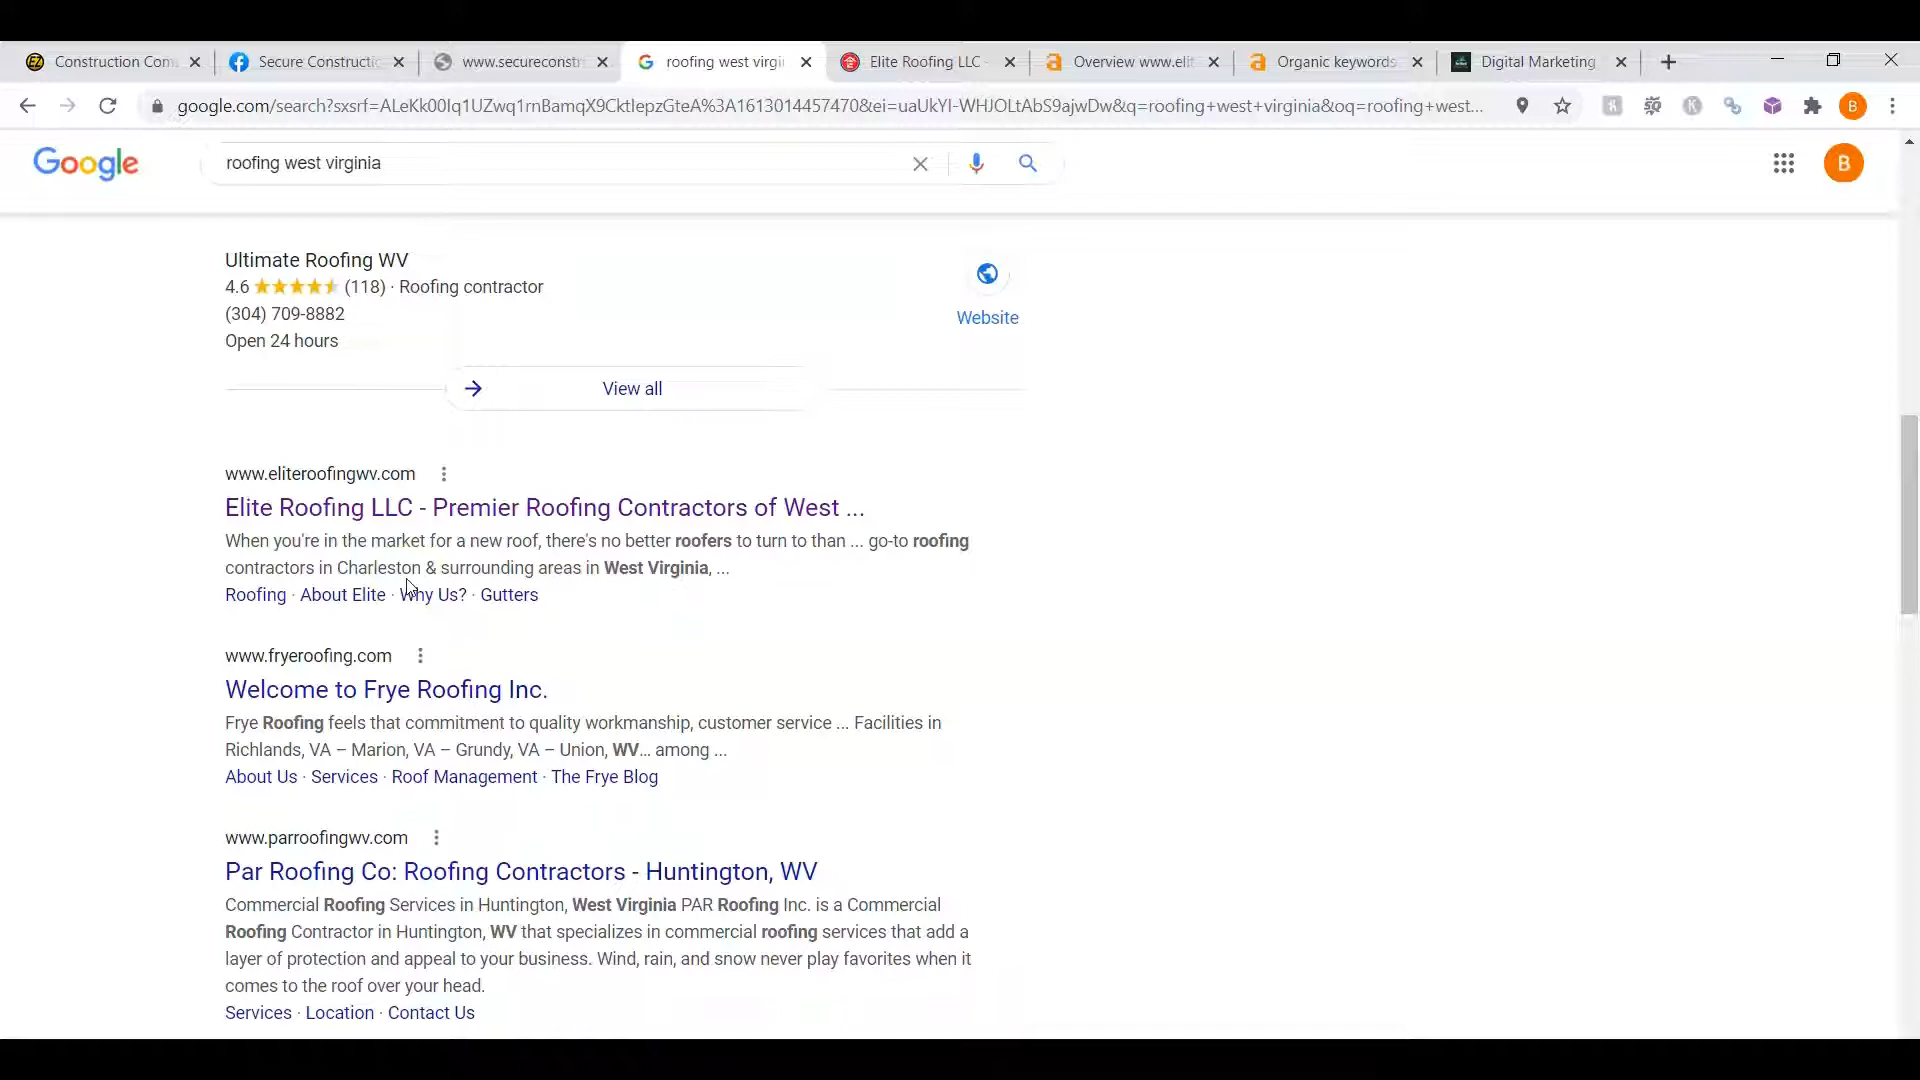 Construction Com
Secure Constructic
www.secureconstr
roofing west virgi
Elite Roofing LLC -
Overview www.elit
Organic keywords
Digital Marketing
google.com/search?sxsrf=ALeKk00Iq1UZwq1rnBamqX9CktIepzGteA%3A1613014457470&ei=uaUkYI-WHJOLtAbS9ajwDw&q=roofing+west+virginia&oq=roofing+west...
B
Google
roofing west virginia
B
Ultimate Roofing WV
4.6 (118) · Roofing contractor
(304) 709-8882
Open 24 hours
Website
View all
www.eliteroofingwv.com
Elite Roofing LLC - Premier Roofing Contractors of West ...
When you're in the market for a new roof, there's no better roofers to turn to than ... go-to roofing
contractors in Charleston & surrounding areas in West Virginia, ...
Roofing · About Elite · Why Us? · Gutters
www.fryeroofing.com
Welcome to Frye Roofing Inc.
Frye Roofing feels that commitment to quality workmanship, customer service ... Facilities in
Richlands, VA – Marion, VA – Grundy, VA – Union, WV... among ...
About Us · Services · Roof Management · The Frye Blog
www.parroofingwv.com
Par Roofing Co: Roofing Contractors - Huntington, WV
Commercial Roofing Services in Huntington, West Virginia PAR Roofing Inc. is a Commercial
Roofing Contractor in Huntington, WV that specializes in commercial roofing services that add a
layer of protection and appeal to your business. Wind, rain, and snow never play favorites when it
comes to the roof over your head.
Services · Location · Contact Us